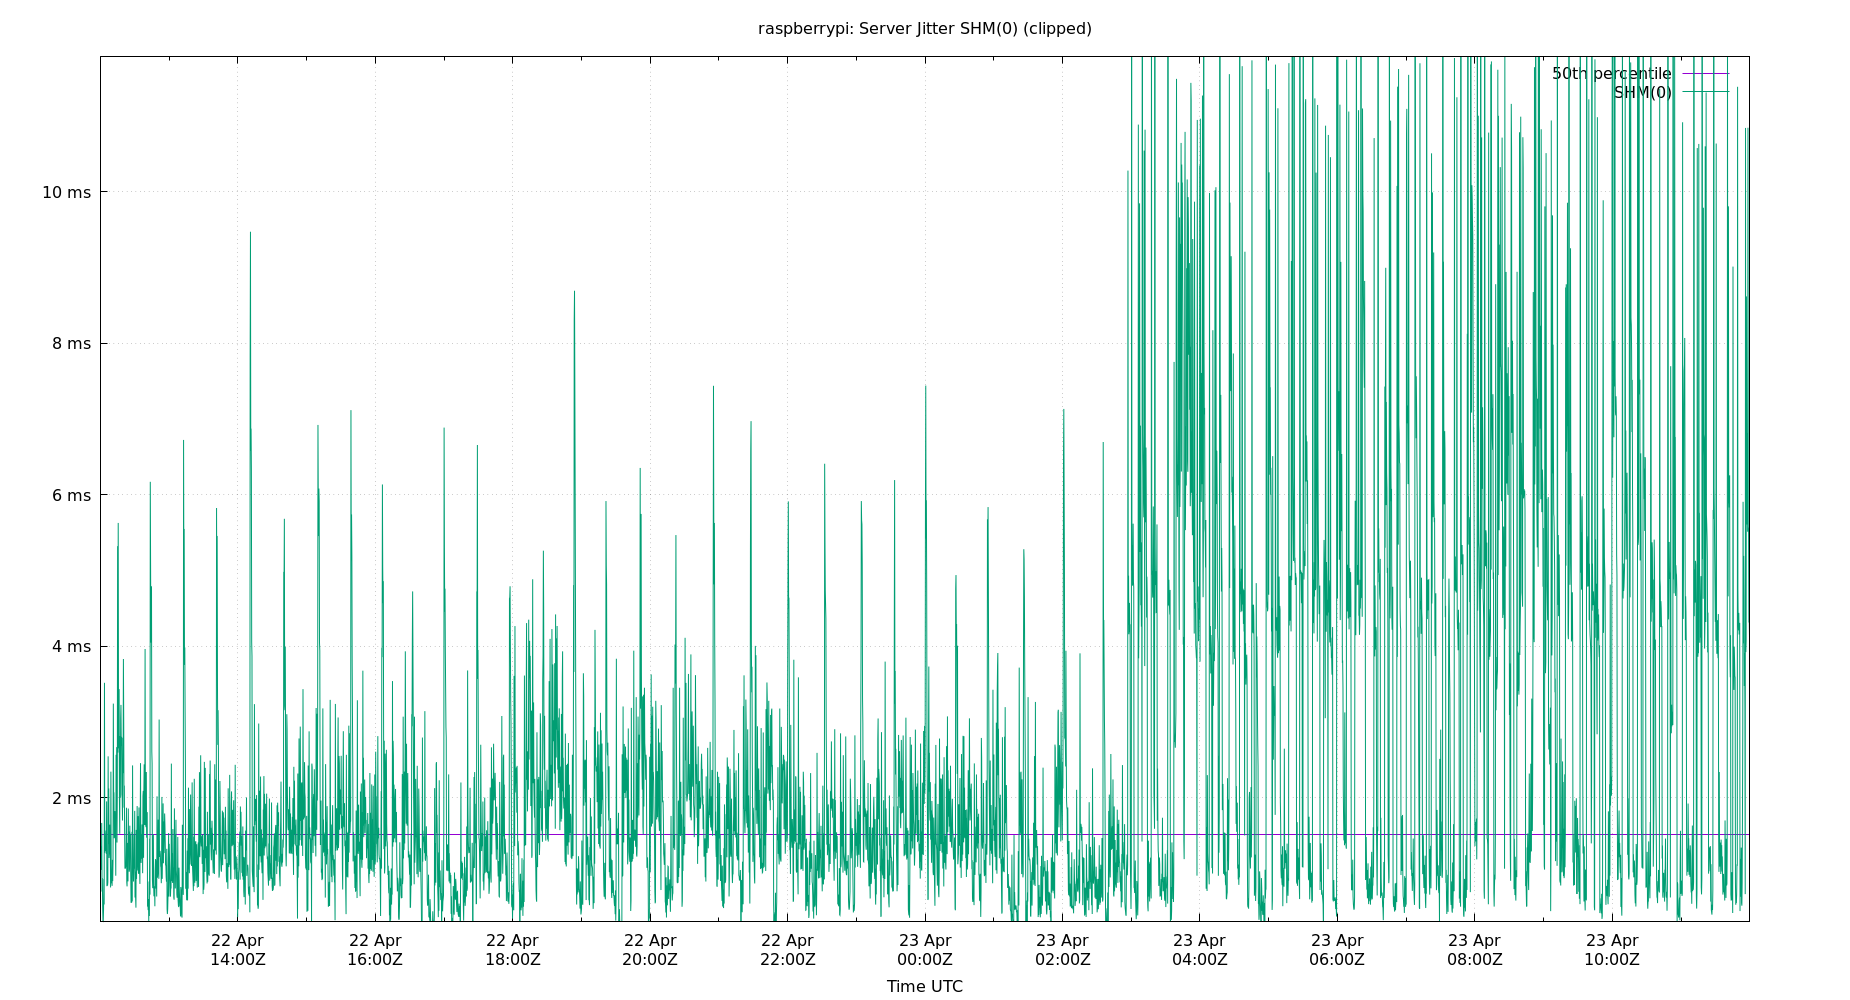 raspberrypi: Server Jitter SHM(0) (clipped)
50th percentile
SHM(0)
10 ms
8 ms
6 ms
4 ms
2 ms
22 Apr 22 Apr 22 Apr 22 Apr 22 Apr 23 Apr 23 Apr 23 Apr 23 Apr 23 Apr 23 Apr
14:00Z 16:00Z 18:00Z 20:00Z 22:00Z 00:00Z 02:00Z 04:00Z 06:00Z 08:00Z 10:00Z
Time UTC